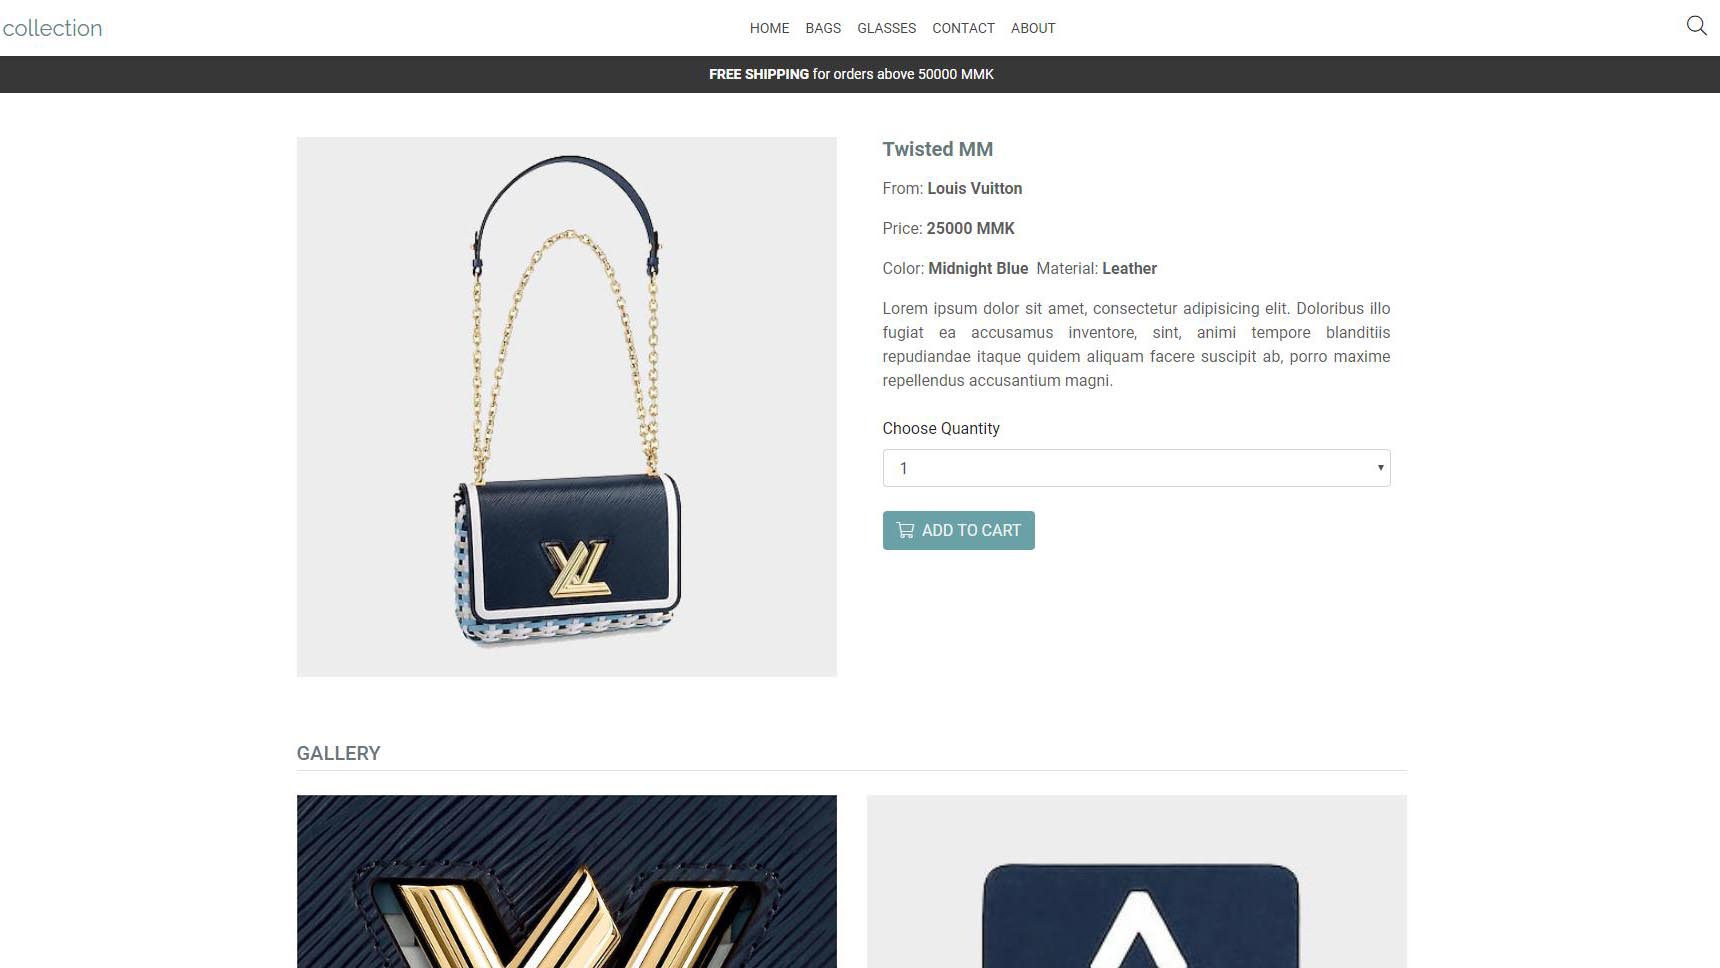 collection
HOME BAGS GLASSES CONTACT ABOUT
FREE SHIPPING for orders above 50000 MMK
Twisted MM
From: Louis Vuitton
Price: 25000 MMK
Color: Midnight Blue Material: Leather
Lorem ipsum dolor sit amet, consectetur adipisicing elit. Doloribus illo
fugiat ea accusamus inventore, sint, animi tempore blanditiis
repudiandae itaque quidem aliquam facere suscipit ab, porro maxime
repellendus accusantium magni.
Choose Quantity
1
ADD TO CART
GALLERY